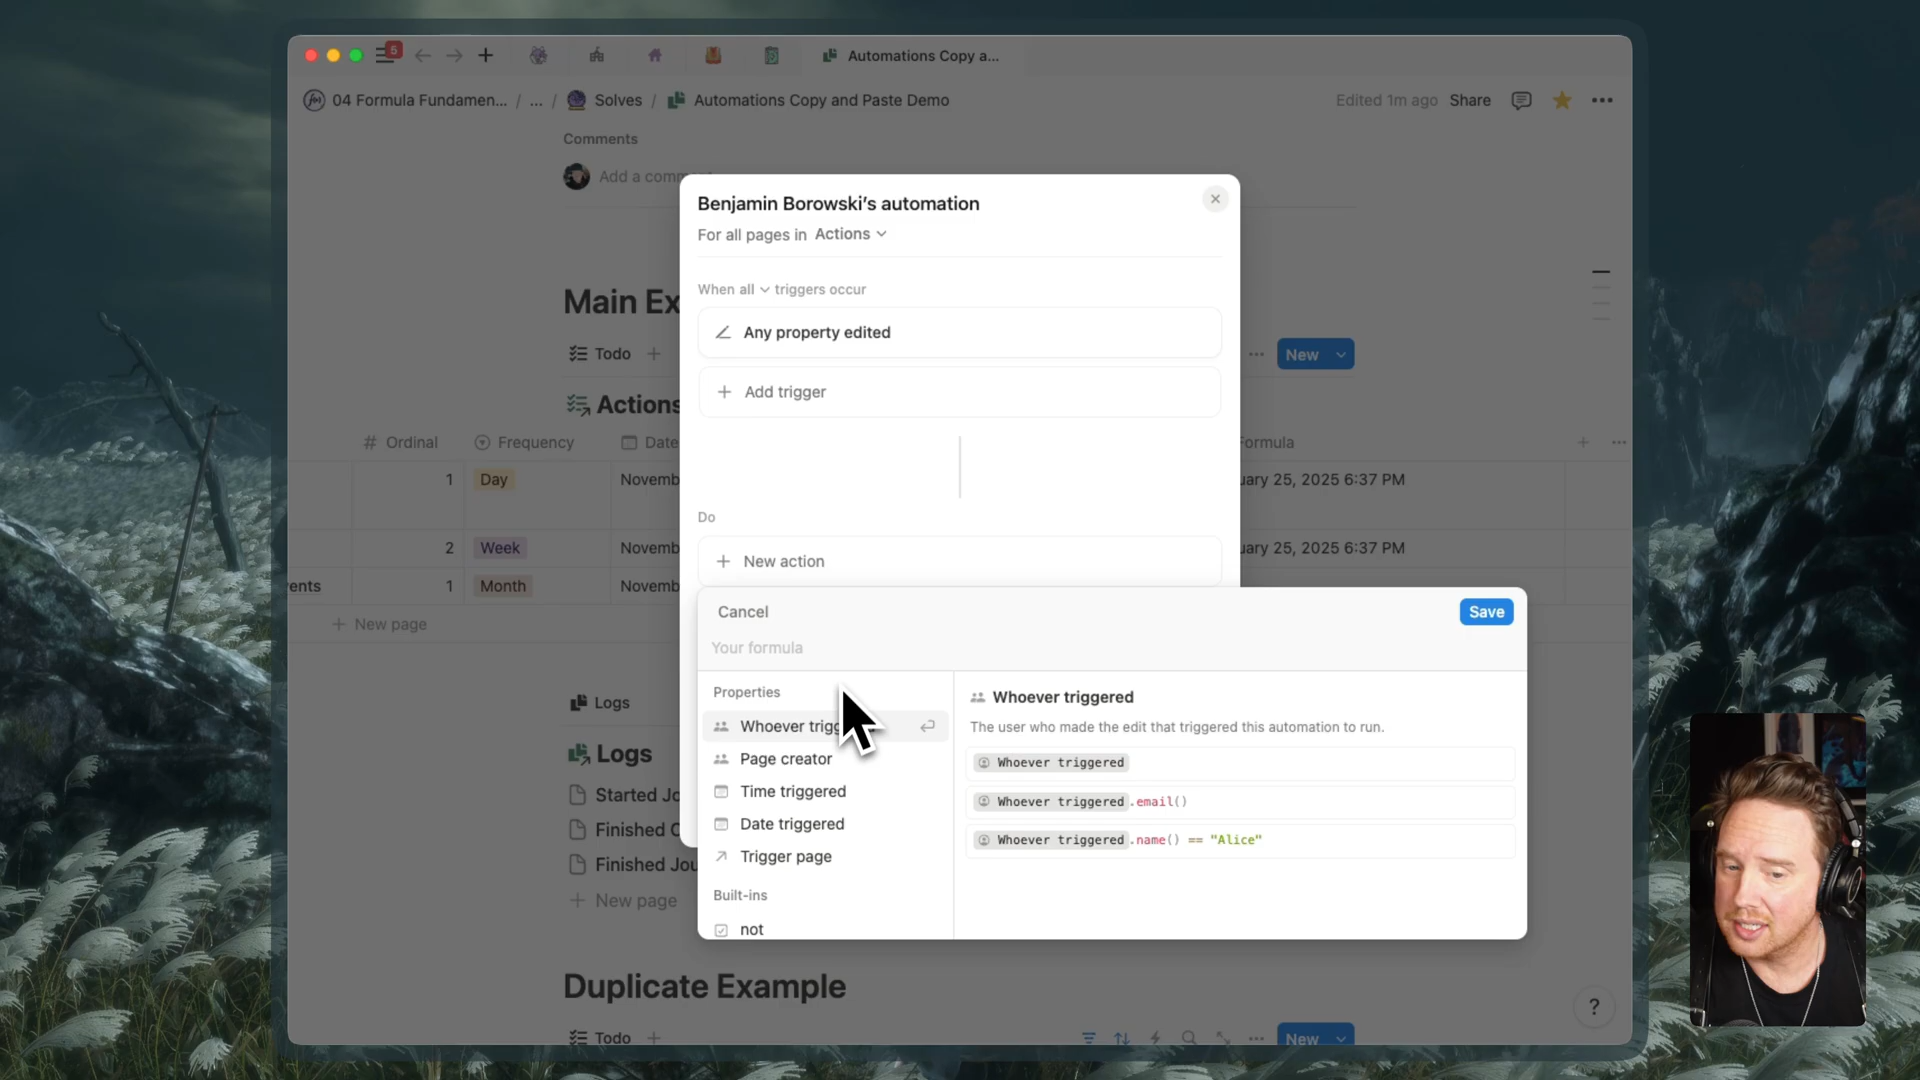 5
Automations Copy a...
04 Formula Fundamen... / ... / Solves / Automations Copy and Paste Demo
Edited 1m ago Share
Comments
Add a comm
Benjamin Borowski's automation
For all pages in Actions
When all triggers occur
Any property edited
Add trigger
Do
New action
Main Ex
Todo
New
Actions
# Ordinal Frequency Date Formula
1 Day Novemb uary 25, 2025 6:37 PM
2 Week Novemb uary 25, 2025 6:37 PM
ents 1 Month Novemb
New page
Cancel
Save
Your formula
Properties
Whoever trigg
Page creator
Time triggered
Date triggered
Trigger page
Built-ins
not
Whoever triggered
The user who made the edit that triggered this automation to run.
Whoever triggered
Whoever triggered.email()
Whoever triggered.name() == "Alice"
Logs
Logs
Started Jo
Finished C
Finished Jou
New page
Duplicate Example
Todo
New
?